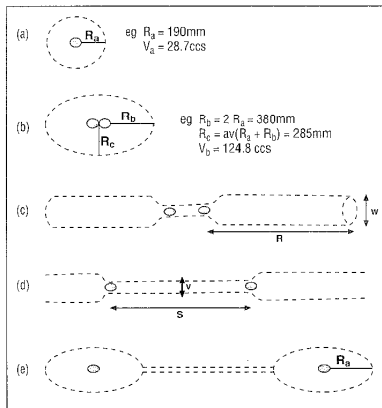 (a)
Ra
eg Ra = 190mm
Va = 28.7ccs
(b)
Rb
Rc
eg Rb = 2 Ra = 380mm
Rc = av(Ra + Rb) = 285mm
Vb = 124.8 ccs
(c)
W
R
(d)
V
S
(e)
Ra